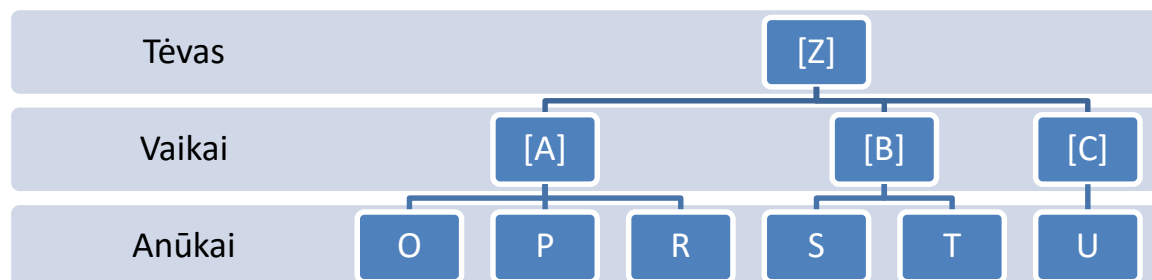 Tėvas [Z]
Vaikai [A] [B] [C]
Anūkai O P R S T U